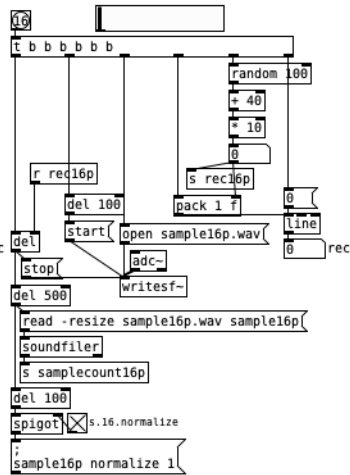 16
t b b b b b b
random 100
+ 40
* 10
0
r rec16p
s rec16p
del 100
pack 1 f
0
start
open sample16p.wav
line
c
del
0
rec
stop
adc~
writesf~
del 500
read -resize sample16p.wav sample16p
soundfiler
s samplecount16p
del 100
spigot
s.16.normalize
;
sample16p normalize 1